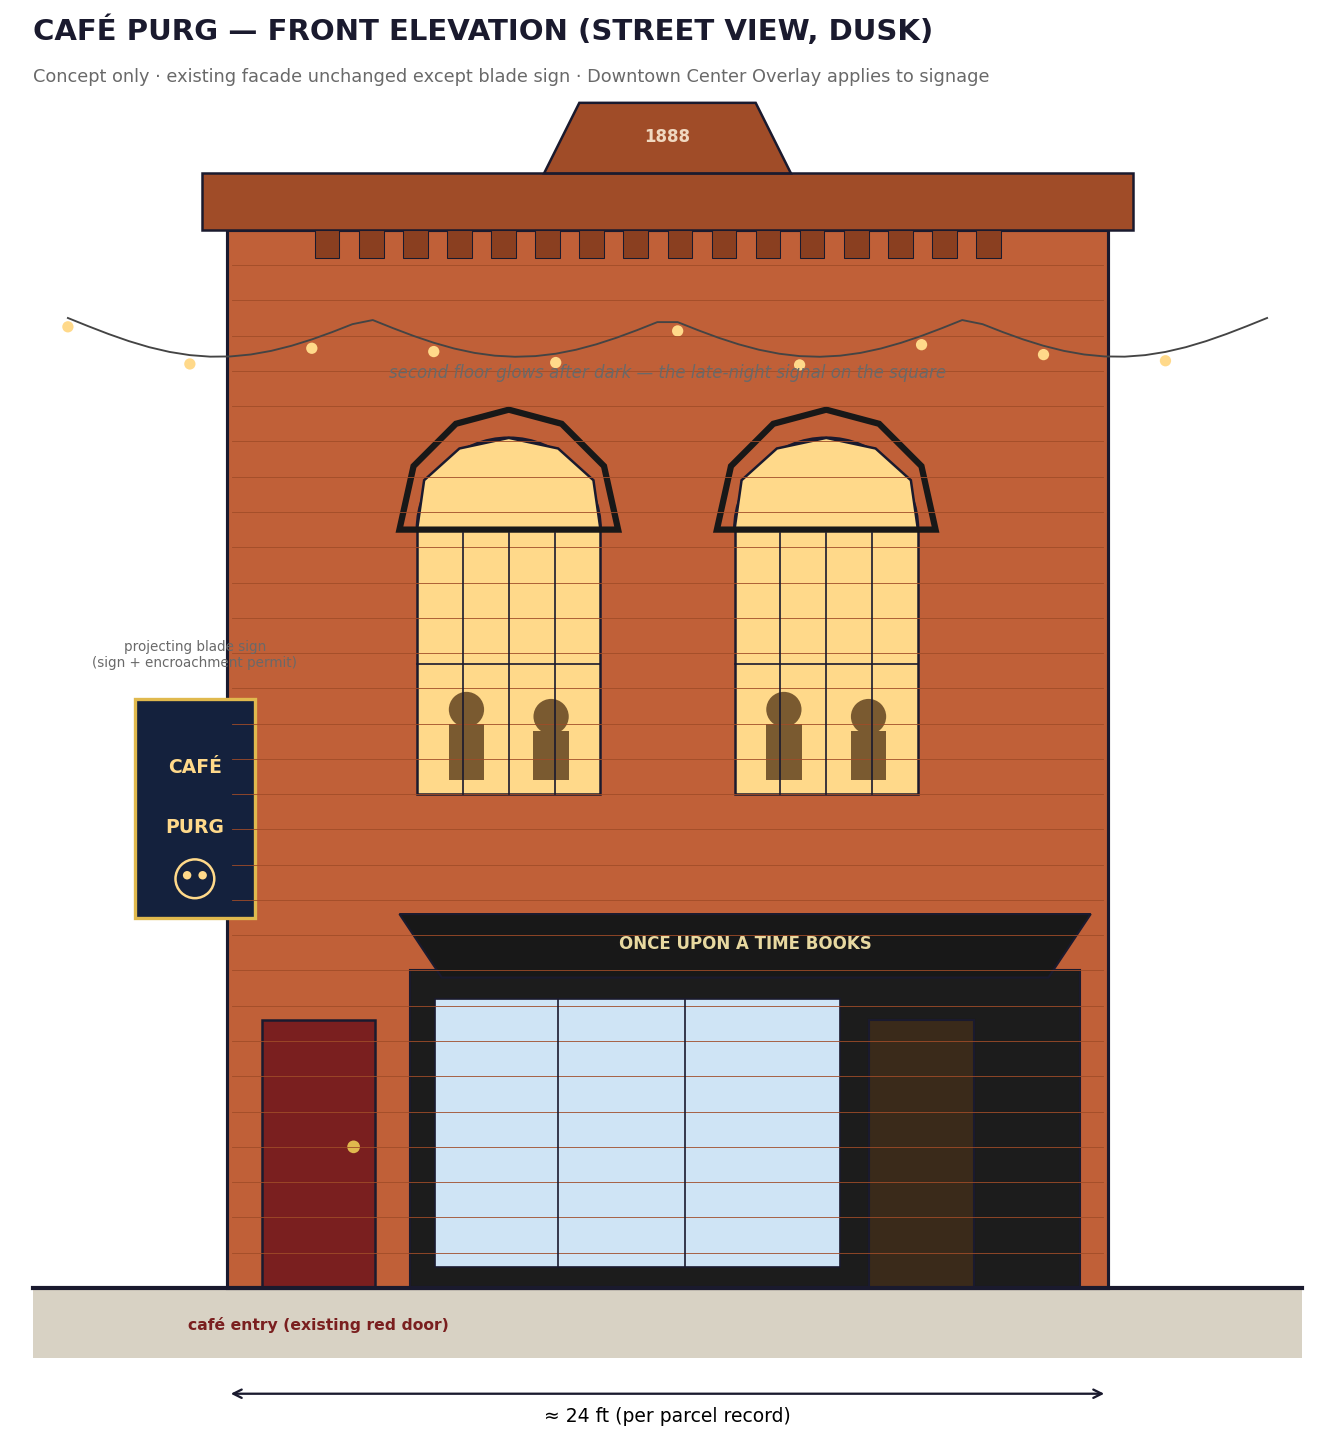 CAFÉ PURG — FRONT ELEVATION (STREET VIEW, DUSK)
Concept only · existing facade unchanged except blade sign · Downtown Center Overlay applies to signage
1888
second floor glows after dark — the late-night signal on the square
projecting blade sign
(sign + encroachment permit)
CAFÉ
PURG
ONCE UPON A TIME BOOKS
café entry (existing red door)
≈ 24 ft (per parcel record)